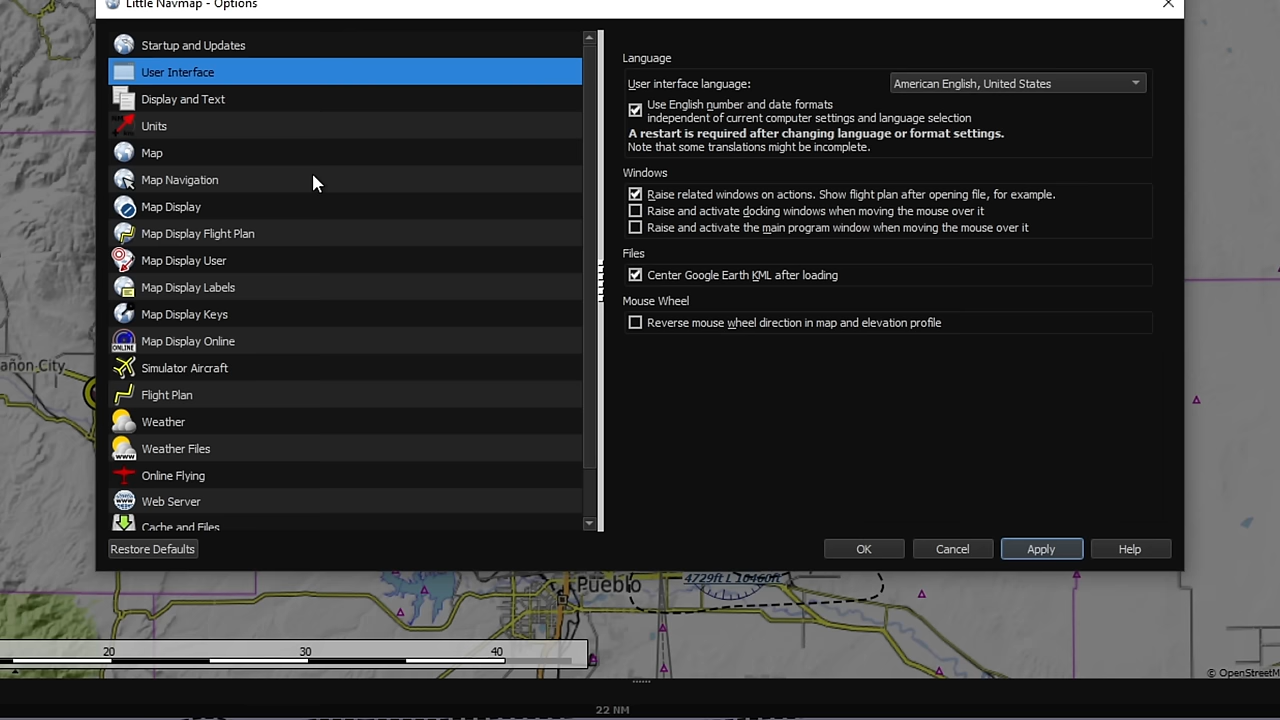 Little Navmap - Options
Startup and Updates
User Interface
Display and Text
Units
Map
Map Navigation
Map Display
Map Display Flight Plan
Map Display User
Map Display Labels
Map Display Keys
Map Display Online
ONLINE
Simulator Aircraft
Flight Plan
Weather
Weather Files
www
Online Flying
Web Server
www
Cache and Files
Restore Defaults
Language
User interface language:
American English, United States
Use English number and date formats
independent of current computer settings and language selection
A restart is required after changing language or format settings.
Note that some translations might be incomplete.
Windows
Raise related windows on actions. Show flight plan after opening file, for example.
Raise and activate docking windows when moving the mouse over it
Raise and activate the main program window when moving the mouse over it
Files
Center Google Earth KML after loading
Mouse Wheel
Reverse mouse wheel direction in map and elevation profile
OK
Cancel
Apply
Help
añon City
Pueblo
4729ft L 10460ft
20
30
40
© OpenStreetM
22 NM